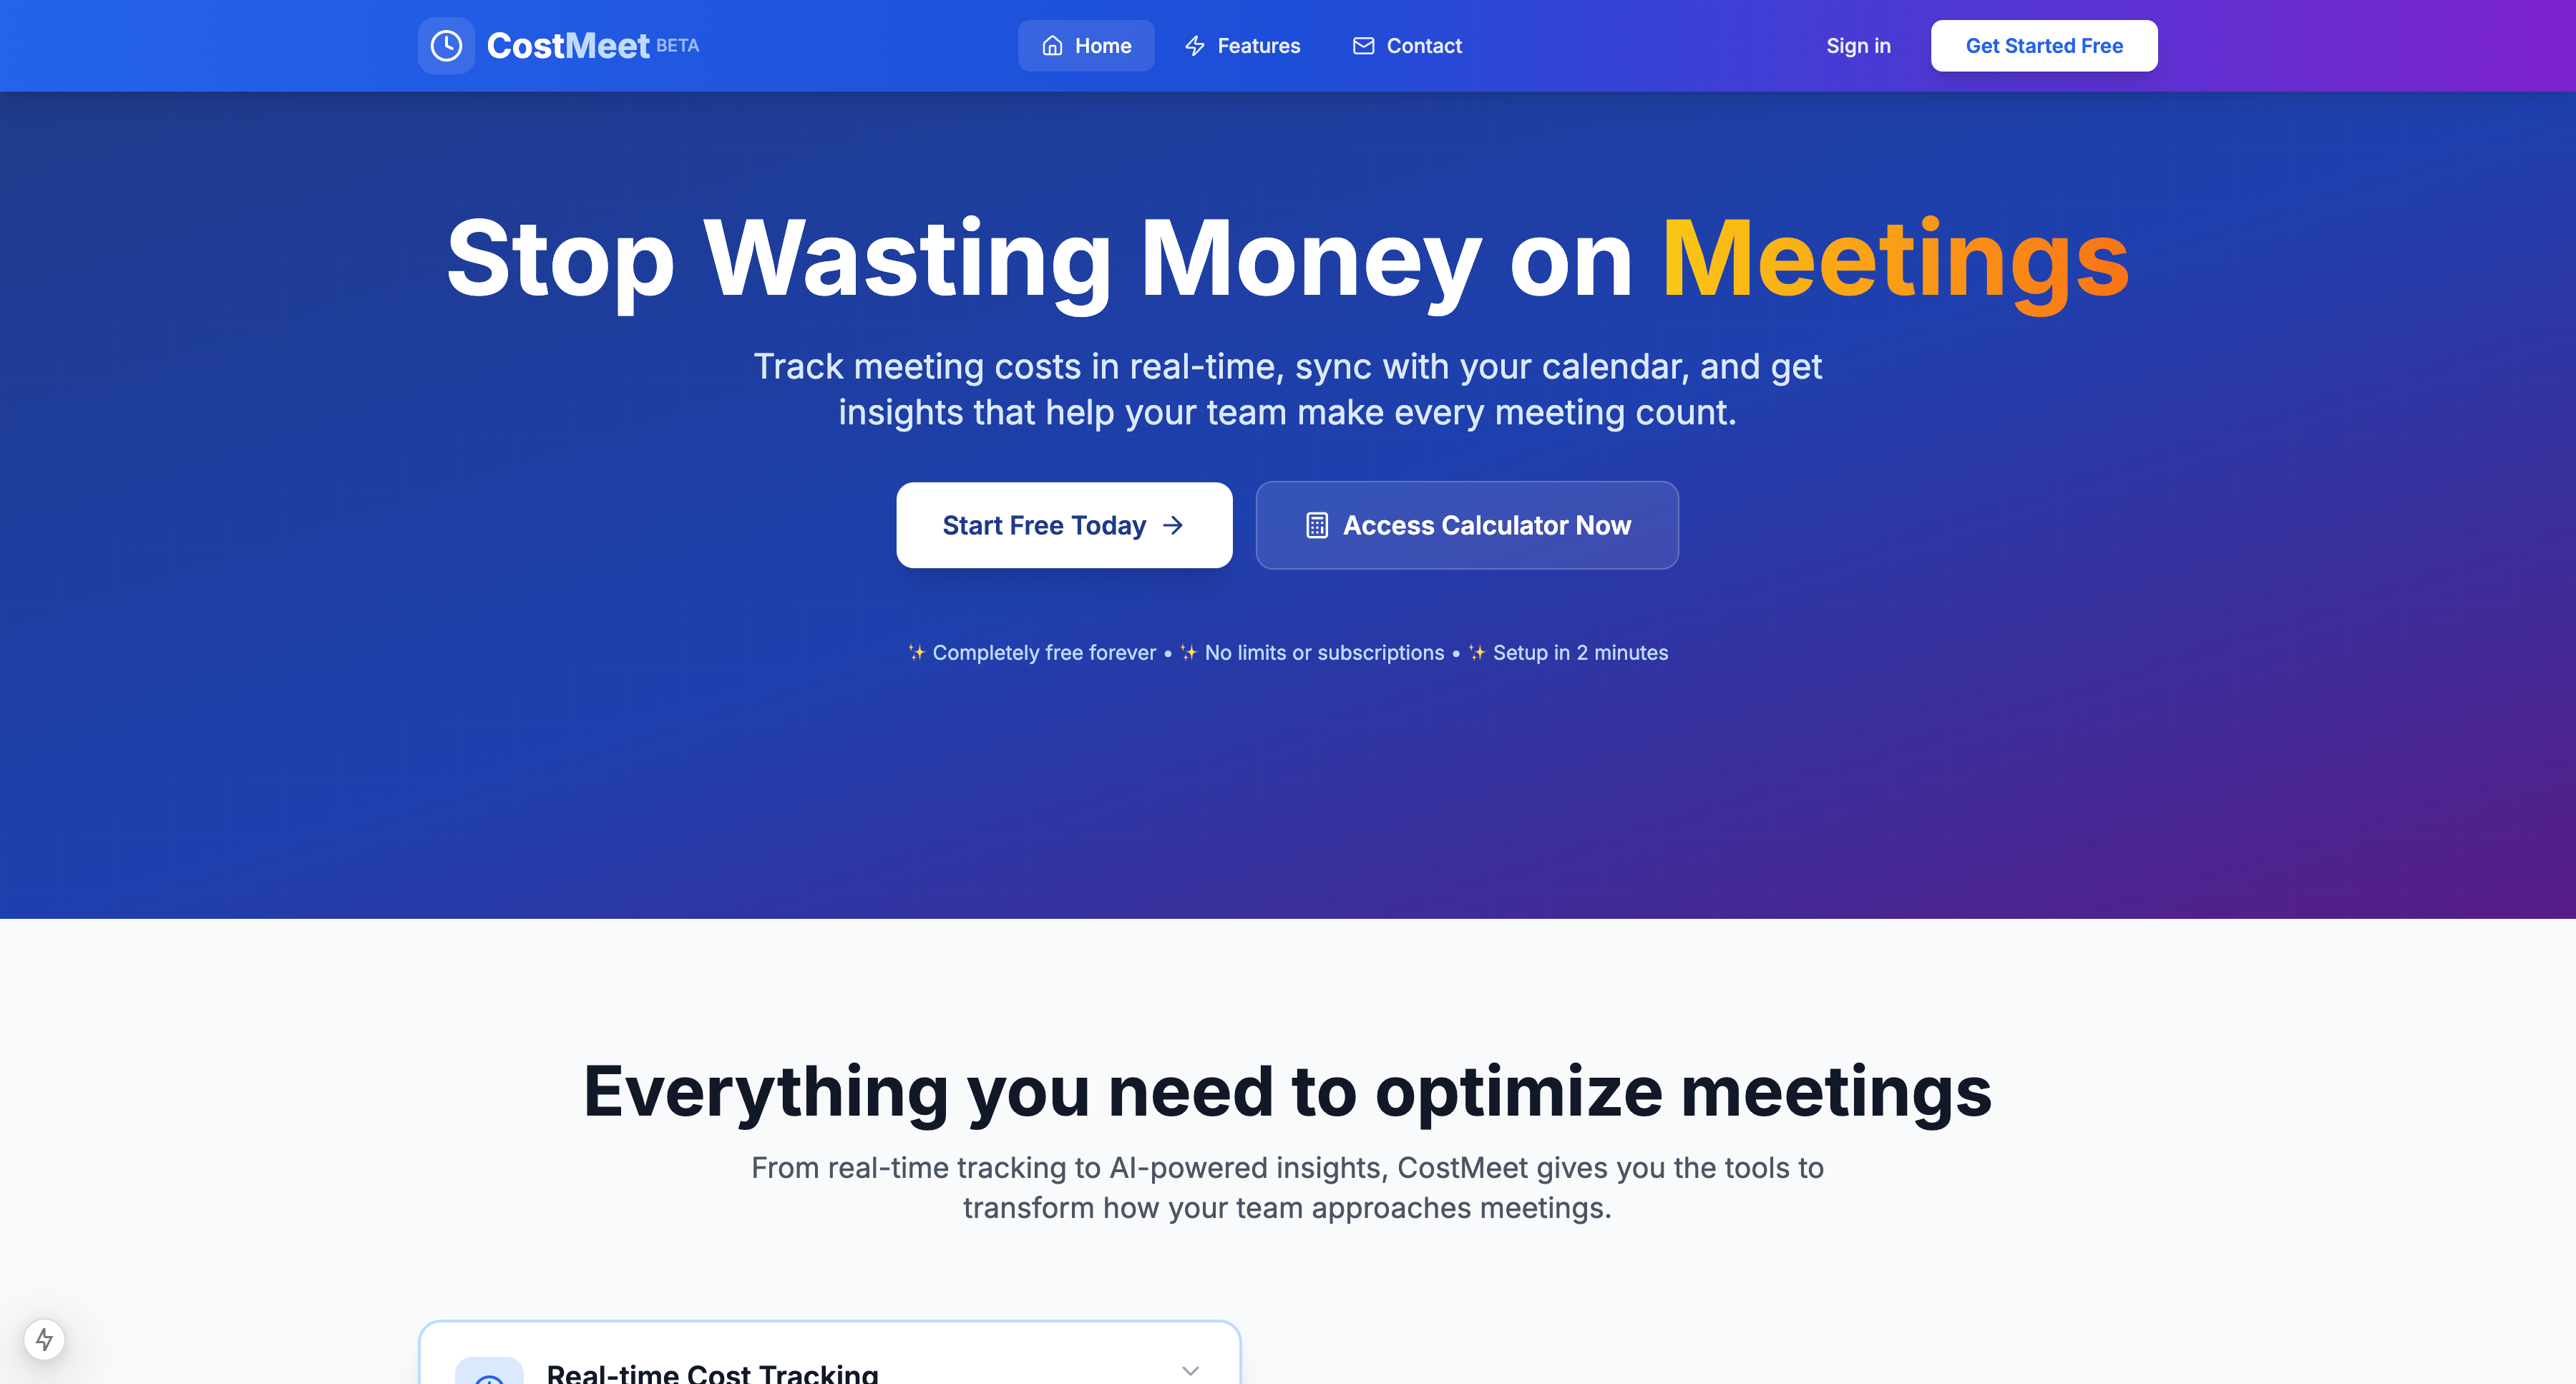 CostMeet BETA
Home
Features
Contact
Sign in
Get Started Free
Stop Wasting Money on Meetings
Track meeting costs in real-time, sync with your calendar, and get
insights that help your team make every meeting count.
Start Free Today
Access Calculator Now
✨ Completely free forever • ✨ No limits or subscriptions • ✨ Setup in 2 minutes
Everything you need to optimize meetings
From real-time tracking to AI-powered insights, CostMeet gives you the tools to
transform how your team approaches meetings.
Real-time Cost Tracking